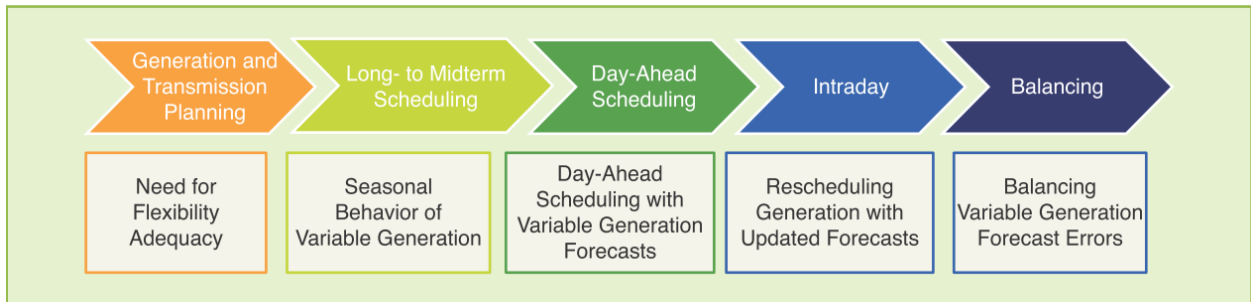 Generation and
Transmission
Planning
Long- to Midterm
Scheduling
Day-Ahead
Scheduling
Intraday
Balancing
Need for
Flexibility
Adequacy
Seasonal
Behavior of
Variable Generation
Day-Ahead
Scheduling with
Variable Generation
Forecasts
Rescheduling
Generation with
Updated Forecasts
Balancing
Variable Generation
Forecast Errors